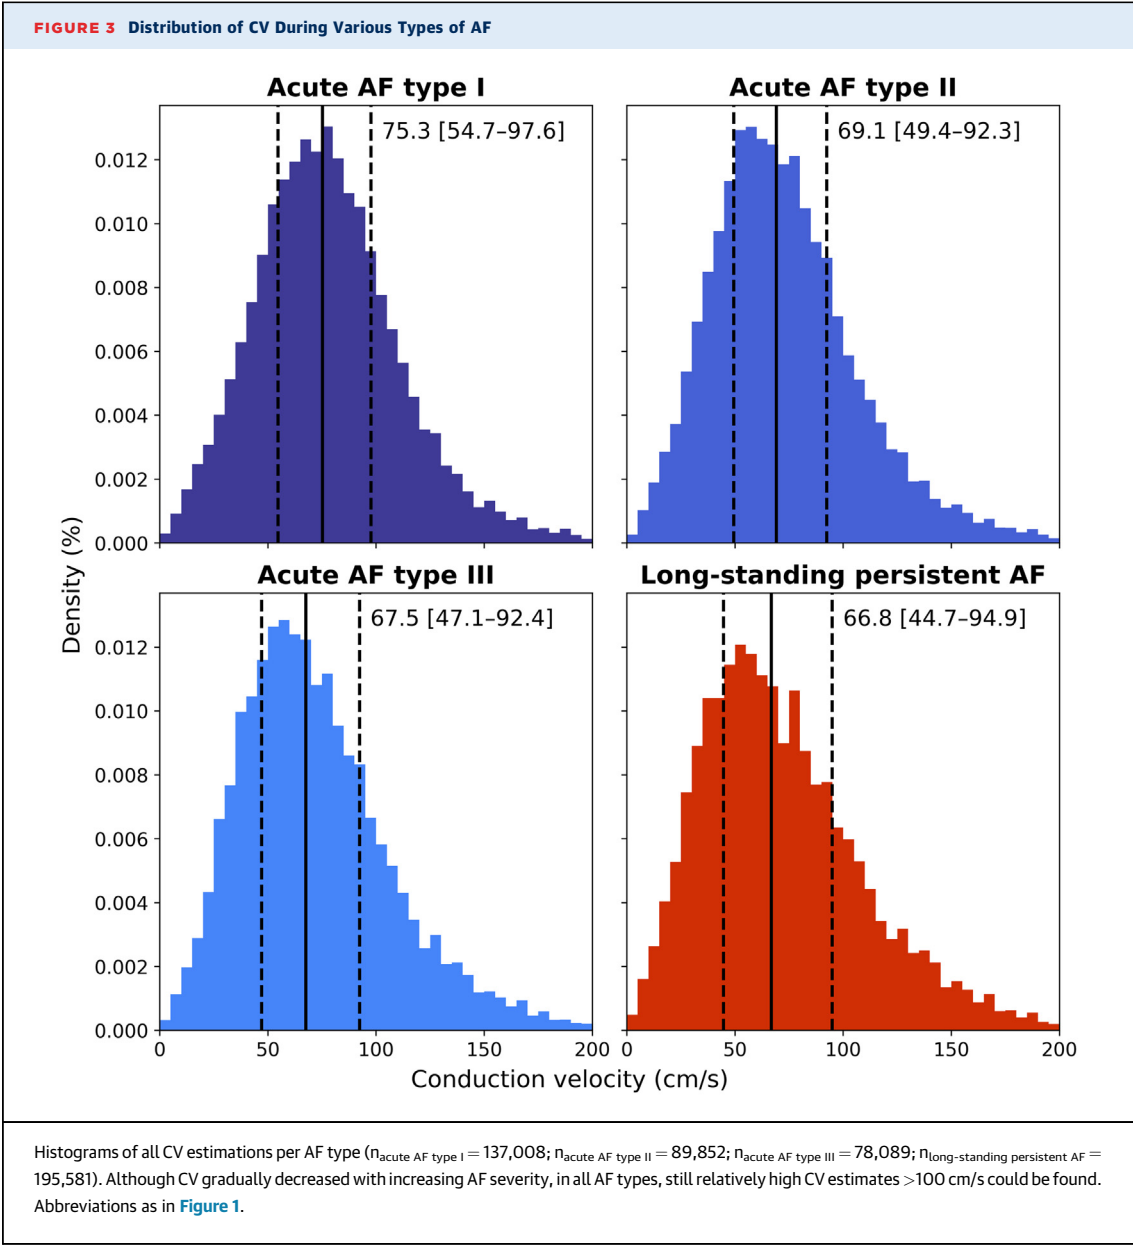 FIGURE 3 Distribution of CV During Various Types of AF
Acute AF type I
Acute AF type II
75.3 [54.7–97.6]
69.1 [49.4–92.3]
0.012
0.010
0.008
0.006
0.004
0.002
0.000
Acute AF type III
Long-standing persistent AF
67.5 [47.1–92.4]
66.8 [44.7–94.9]
Density (%)
0.012
0.010
0.008
0.006
0.004
0.002
0.000
0 50 100 150 200 0 50 100 150 200
Conduction velocity (cm/s)
Histograms of all CV estimations per AF type (nacute AF type I = 137,008; nacute AF type II = 89,852; nacute AF type III = 78,089; nlong-standing persistent AF =
195,581). Although CV gradually decreased with increasing AF severity, in all AF types, still relatively high CV estimates >100 cm/s could be found.
Abbreviations as in Figure 1.